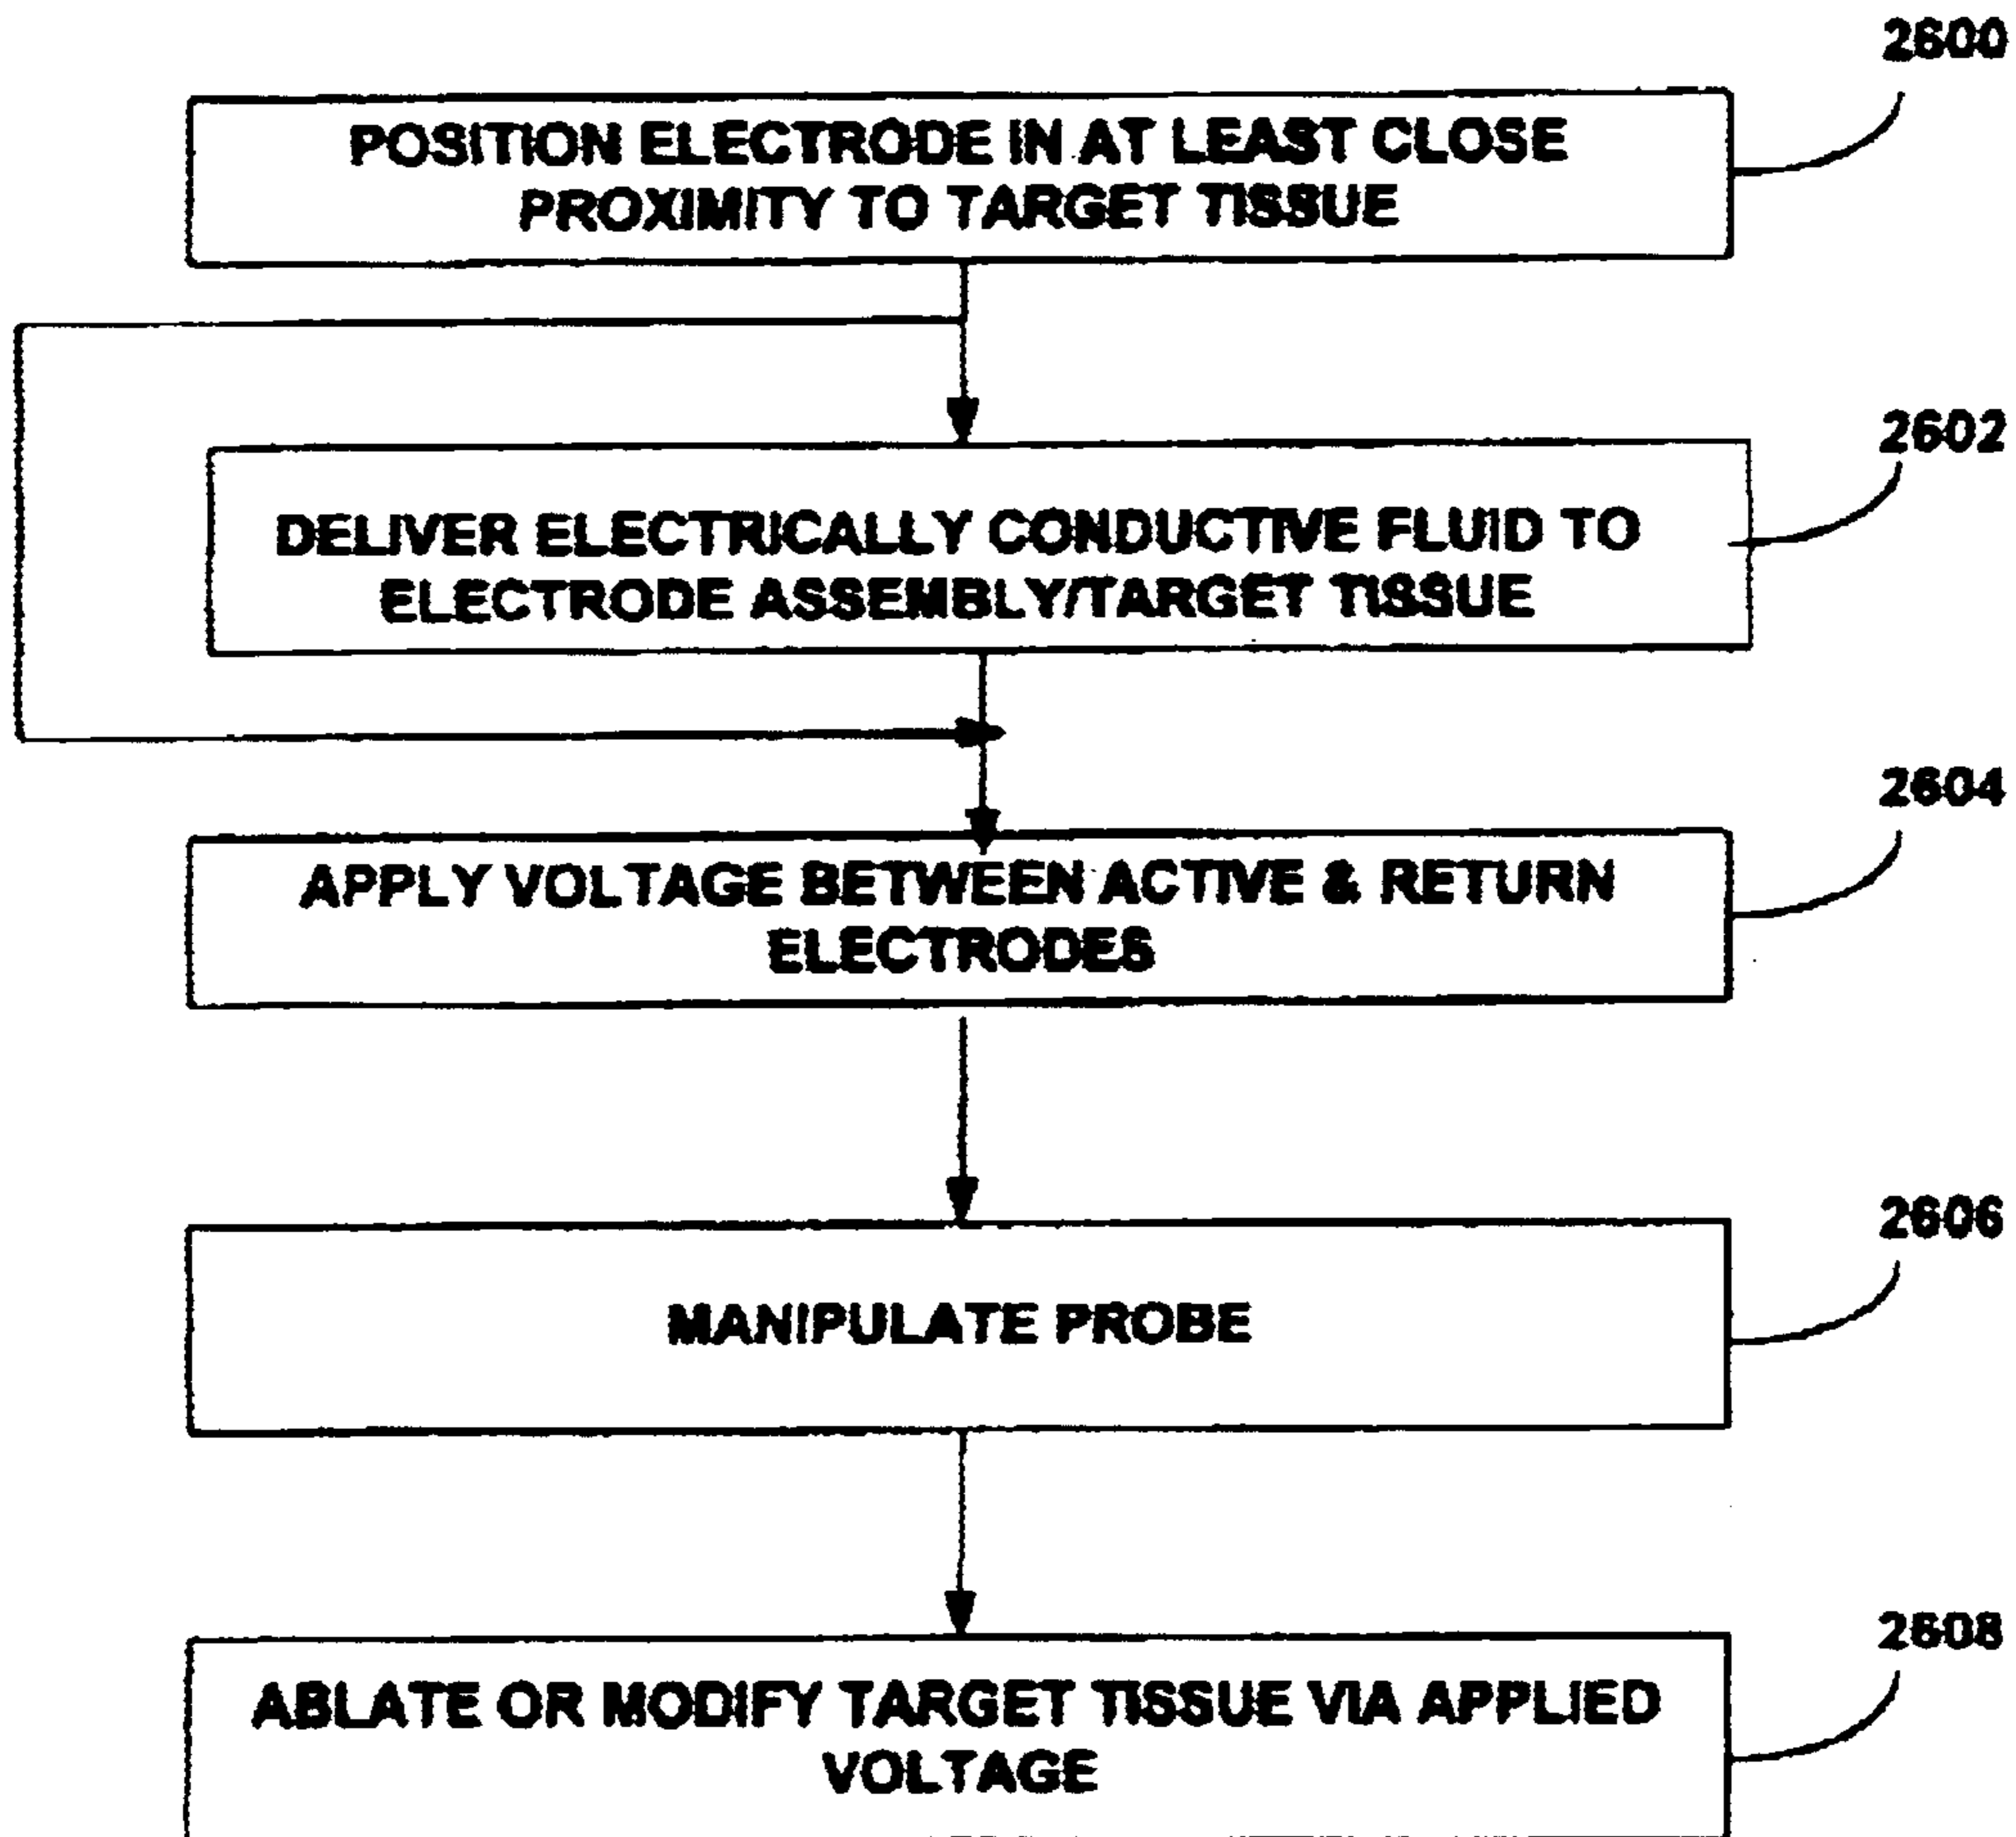 2600
POSITION ELECTRODE IN AT LEAST CLOSE
PROXIMITY TO TARGET TISSUE
2602
DELIVER ELECTRICALLY CONDUCTIVE FLUID TO
ELECTRODE ASSEMBLY/TARGET TISSUE
2604
APPLY VOLTAGE BETWEEN ACTIVE & RETURN
ELECTRODES
2606
MANIPULATE PROBE
2608
ABLATE OR MODIFY TARGET TISSUE VIA APPLIED
VOLTAGE